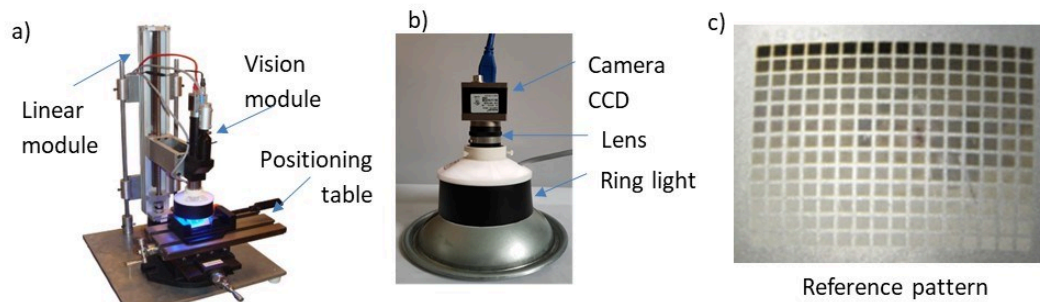 a)
Linear
module
Vision
module
Positioning
table
b)
Camera
CCD
Lens
Ring light
c)
Reference pattern